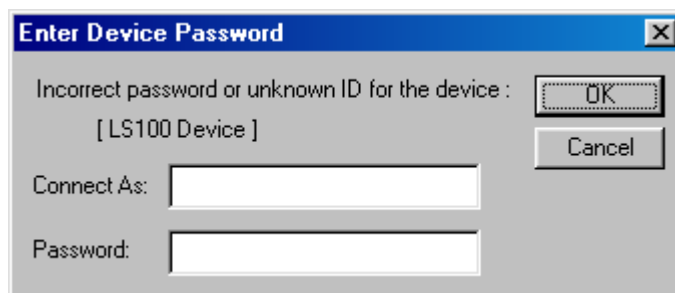 Enter Device Password
Incorrect password or unknown ID for the device :
[ LS100 Device ]
OK
Cancel
Connect As:
Password: